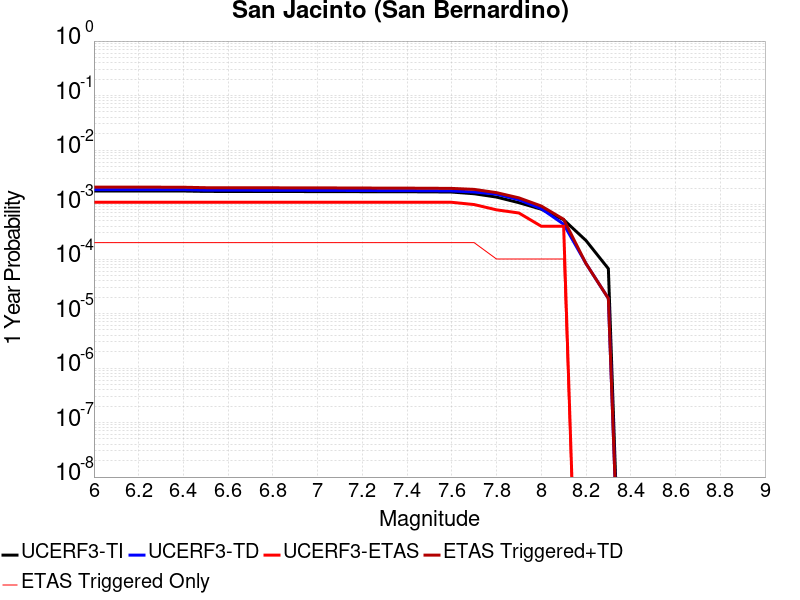 San Jacinto (San Bernardino)
10^0
10^-1
10^-2
10^-3
10^-4
10^-5
10^-6
10^-7
10^-8
1 Year Probability
6 6.2 6.4 6.6 6.8 7 7.2 7.4 7.6 7.8 8 8.2 8.4 8.6 8.8 9
Magnitude
UCERF3-TI UCERF3-TD UCERF3-ETAS ETAS Triggered+TD
ETAS Triggered Only